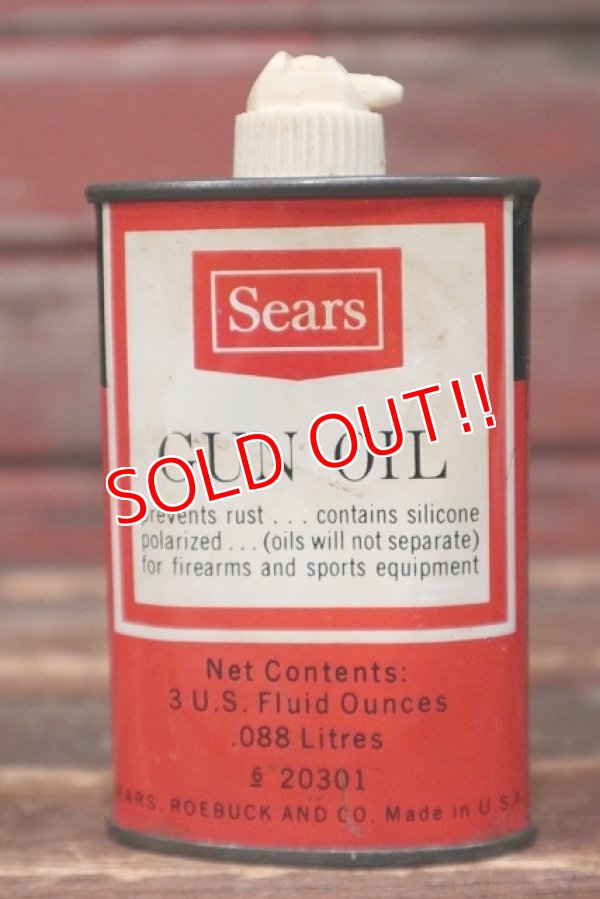 Sears
GUN OIL
SOLD OUT!!
prevents rust . . . contains silicone
polarized . . . (oils will not separate)
for firearms and sports equipment
Net Contents:
3 U.S. Fluid Ounces
.088 Litres
6 20301
SEARS, ROEBUCK AND CO. Made in U.S.A.